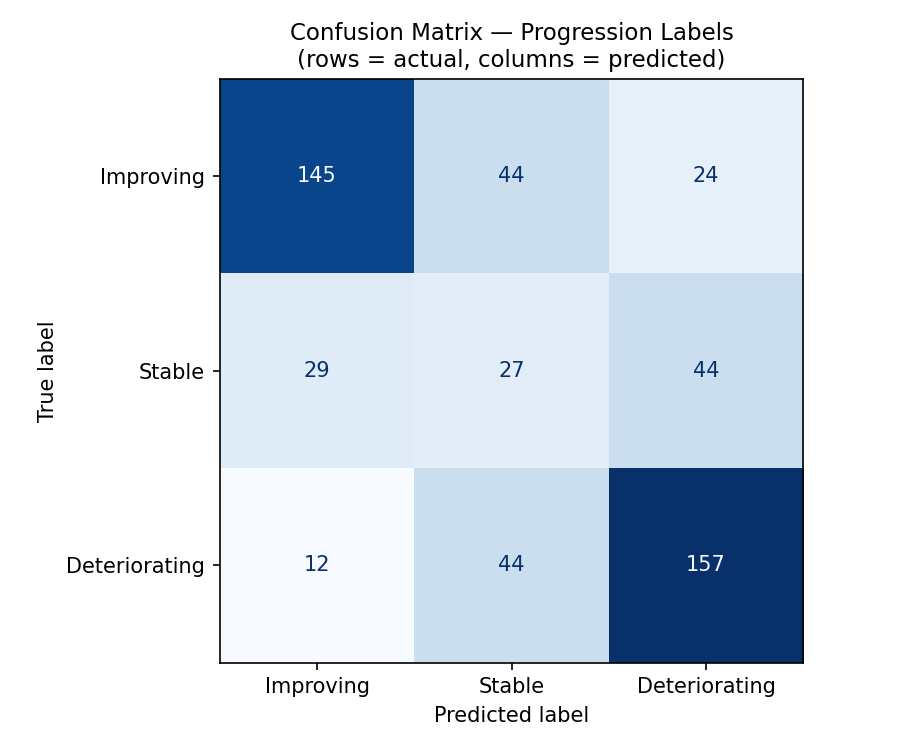 Confusion Matrix — Progression Labels
(rows = actual, columns = predicted)
True label
Improving 145 44 24
Stable 29 27 44
Deteriorating 12 44 157
Improving Stable Deteriorating
Predicted label